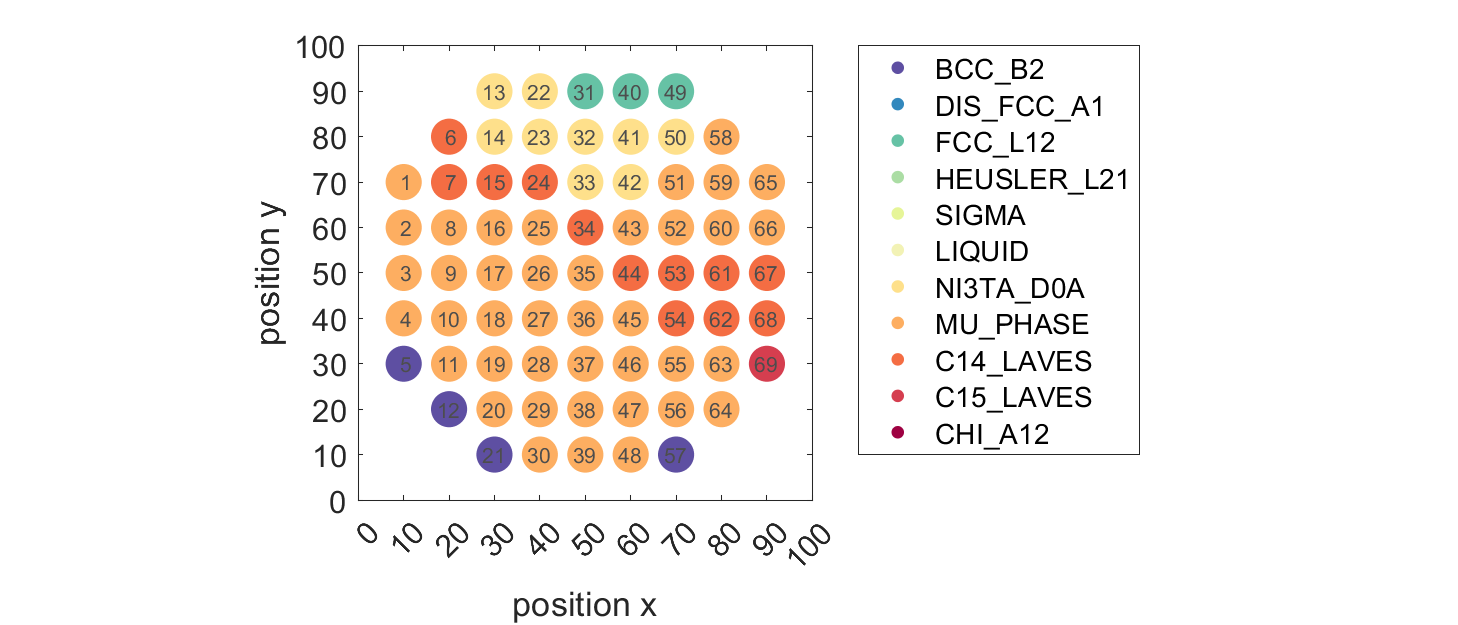 100
90
80
70
60
50
40
30
20
10
0
13 22 31 40 49
6 14 23 32 41 50 58
1 7 15 24 33 42 51 59 65
2 8 16 25 34 43 52 60 66
3 9 17 26 35 44 53 61 67
4 10 18 27 36 45 54 62 68
5 11 19 28 37 46 55 63 69
12 20 29 38 47 56 64
21 30 39 48 57
0 10 20 30 40 50 60 70 80 90 100
position x
position y
BCC_B2
DIS_FCC_A1
FCC_L12
HEUSLER_L21
SIGMA
LIQUID
NI3TA_D0A
MU_PHASE
C14_LAVES
C15_LAVES
CHI_A12